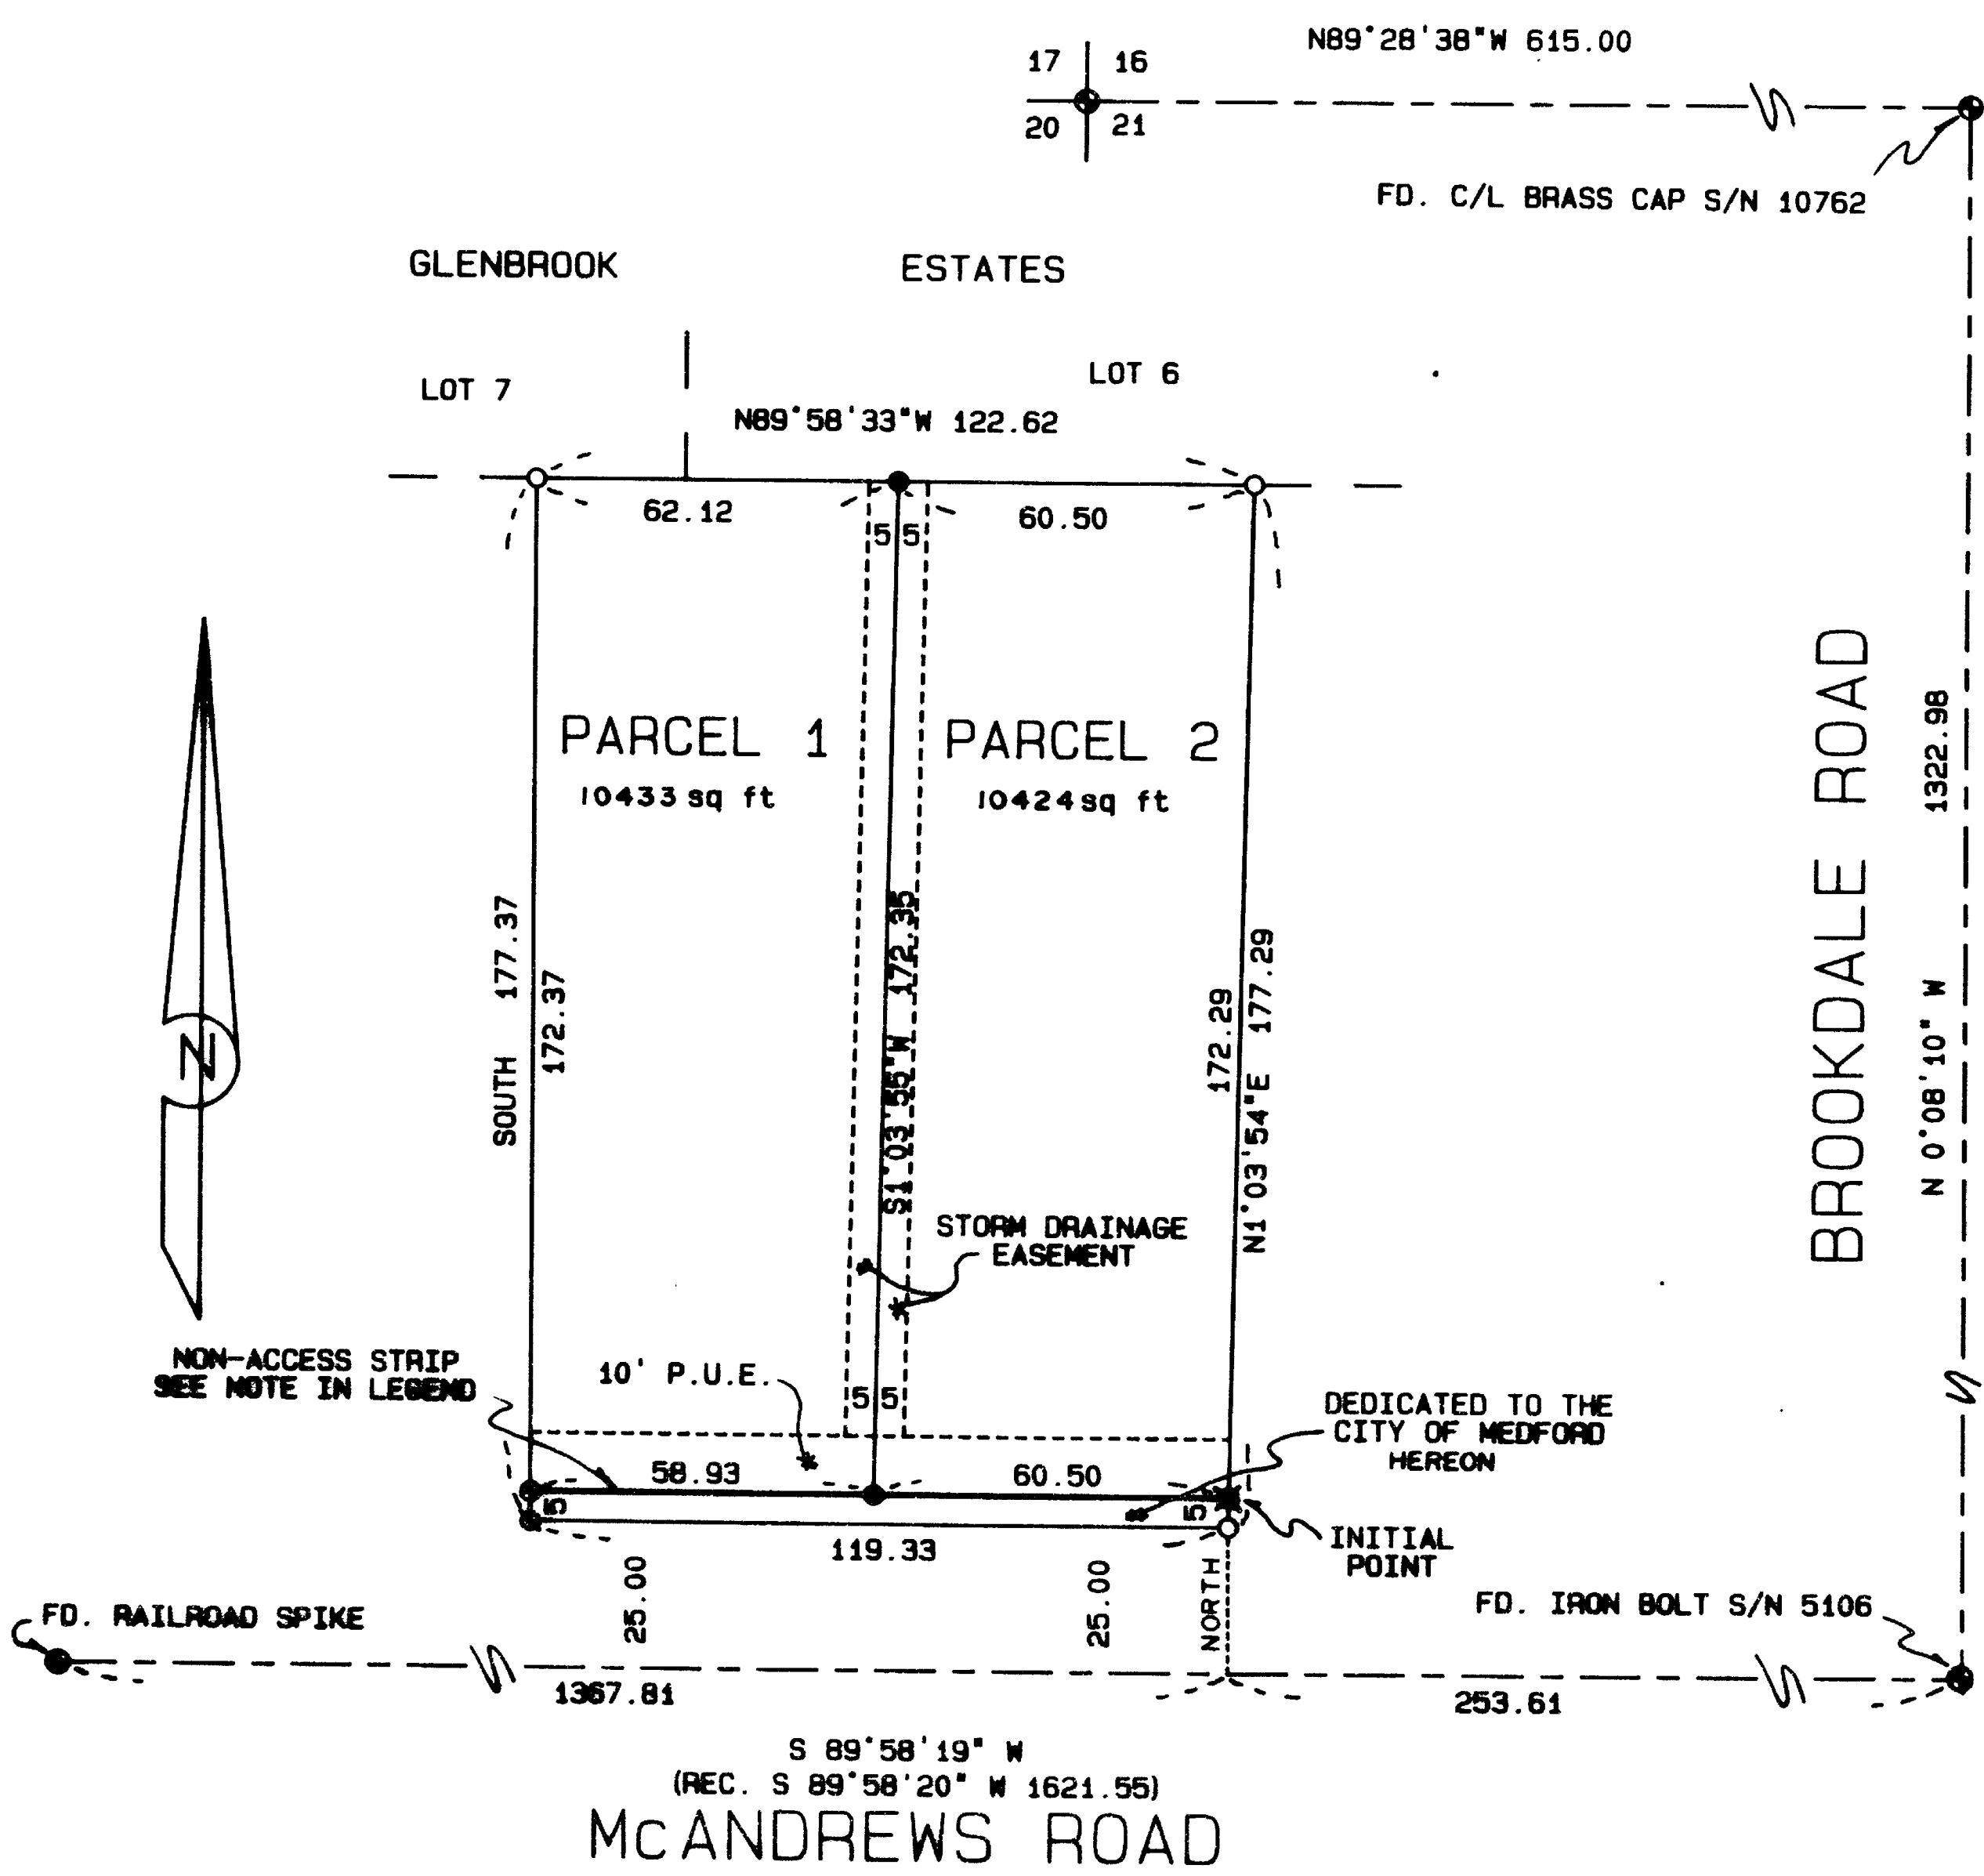 N89°28'38"W 615.00
17 16
20 21
FD. C/L BRASS CAP S/N 10762
GLENBROOK ESTATES
LOT 7
LOT 6
N89°58'33"W 122.62
62.12
60.50
5 5
PARCEL 1
10433 sq ft
PARCEL 2
10424 sq ft
SOUTH 177.37
172.37
S1°03'55"W 172.35
172.29
N1°03'54"E 177.29
BROOKDALE ROAD
N 0°08'10" W 1322.98
N
STORM DRAINAGE
EASEMENT
NON-ACCESS STRIP
SEE NOTE IN LEGEND
10' P.U.E.
5 5
DEDICATED TO THE
CITY OF MEDFORD
HEREON
58.93
60.50
5
5
119.33
INITIAL
POINT
25.00
25.00
NORTH
FD. RAILROAD SPIKE
FD. IRON BOLT S/N 5106
1367.81
253.61
S 89°58'19" W
(REC. S 89°58'20" W 1621.55)
McANDREWS ROAD